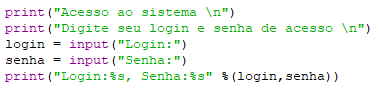 print("Acesso ao sistema \n")
print("Digite seu login e senha de acesso \n")
login = input("Login:")
senha = input("Senha:")
print("Login:%s, Senha:%s" %(login,senha))